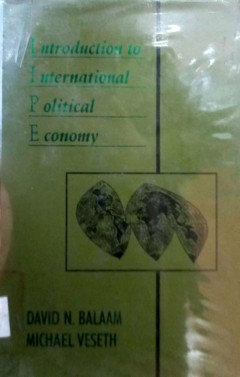 Introduction to
International
Political
Economy
DAVID N. BALAAM
MICHAEL VESETH